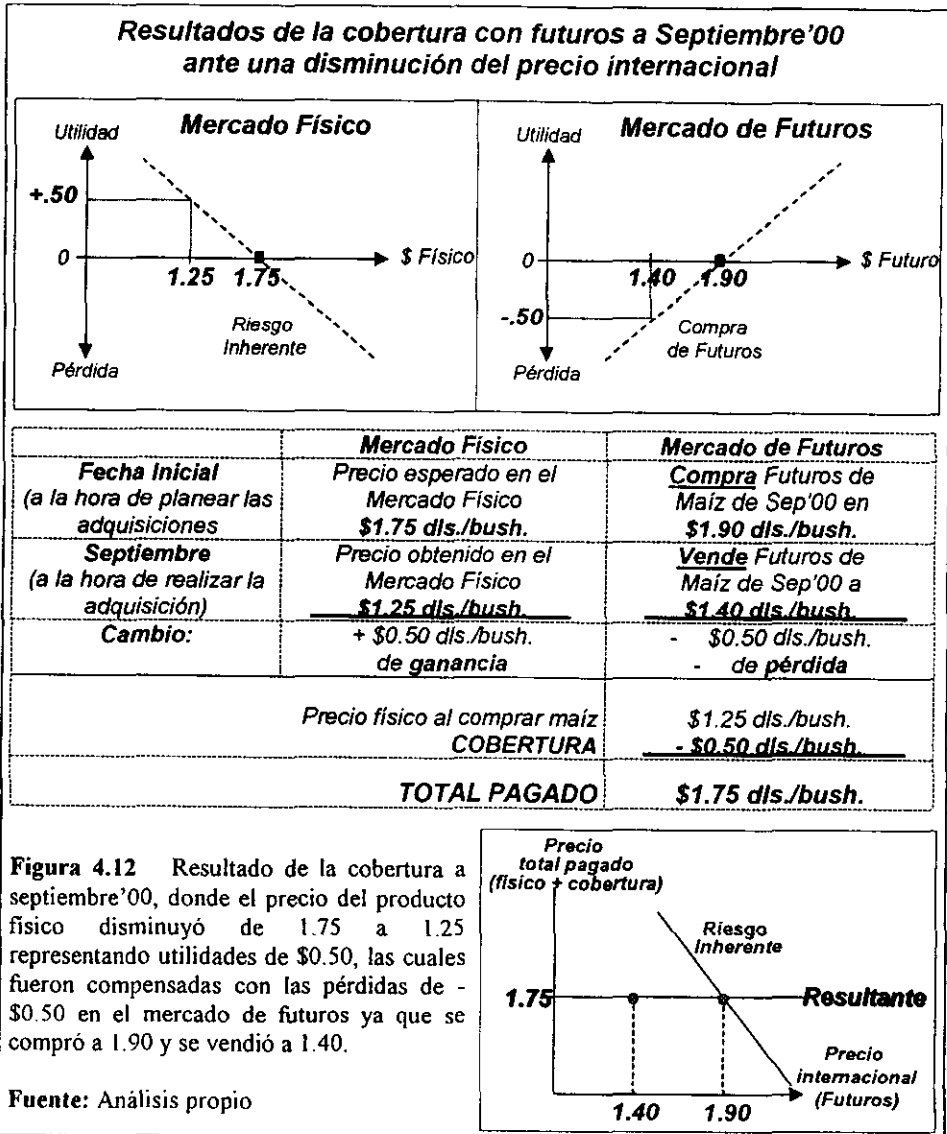 Resultados de la cobertura con futuros a Septiembre'00
ante una disminución del precio internacional
Utilidad
Mercado Físico
+.50
0
1.25 1.75
$ Físico
Riesgo
Inherente
Pérdida
Utilidad
Mercado de Futuros
0
1.40 1.90
$ Futuro
-.50
Compra
de Futuros
Pérdida
Mercado Físico
Mercado de Futuros
Fecha Inicial
(a la hora de planear las
adquisiciones
Precio esperado en el
Mercado Físico
$1.75 dls./bush.
Compra Futuros de
Maíz de Sep'00 en
$1.90 dls./bush.
Septiembre
(a la hora de realizar la
adquisición)
Precio obtenido en el
Mercado Físico
$1.25 dls./bush.
Vende Futuros de
Maíz de Sep'00 a
$1.40 dls./bush.
Cambio:
+ $0.50 dls./bush.
de ganancia
- $0.50 dls./bush.
- de pérdida
Precio físico al comprar maíz
$1.25 dls./bush.
COBERTURA
- $0.50 dls./bush.
TOTAL PAGADO
$1.75 dls./bush.
Figura 4.12 Resultado de la cobertura a
septiembre'00, donde el precio del producto
físico disminuyó de 1.75 a 1.25
representando utilidades de $0.50, las cuales
fueron compensadas con las pérdidas de -
$0.50 en el mercado de futuros ya que se
compró a 1.90 y se vendió a 1.40.
Fuente: Análisis propio
Precio
total pagado
(físico + cobertura)
Riesgo
Inherente
1.75
Resultante
Precio
internacional
(Futuros)
1.40 1.90